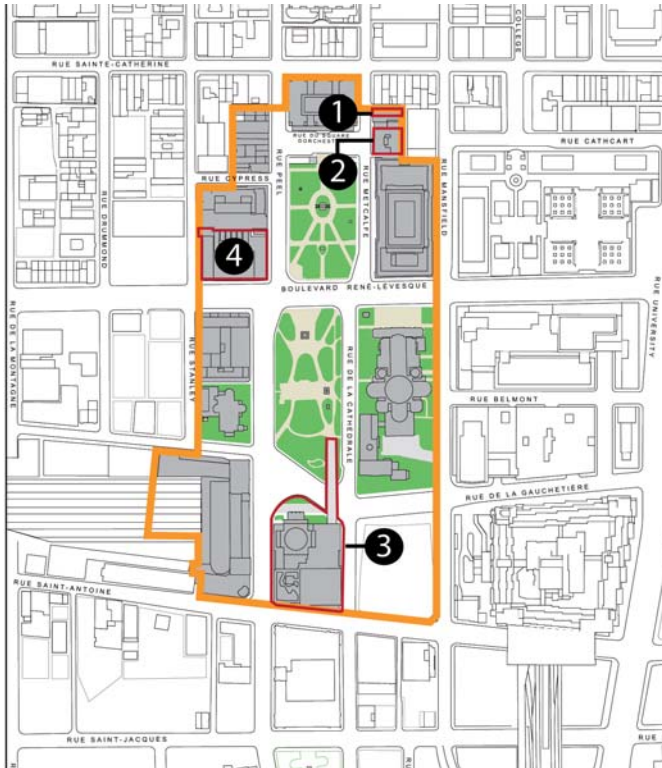 COLLEGE
RUE SAINTE-CATHERINE
1
RUE DU SQUARE
DORCHESTER
RUE CATHCART
2
RUE PEEL
RUE METCALFE
RUE MANSFIELD
RUE CYPRESS
RUE DRUMMOND
4
BOULEVARD RENÉ-LÉVESQUE
RUE UNIVERSITY
RUE DE LA MONTAGNE
RUE STANLEY
RUE DE LA CATHEDRALE
RUE BELMONT
RUE DE LA GAUCHETIÈRE
3
RUE SAINT-ANTOINE
RUE SAINT-JACQUES
RUE